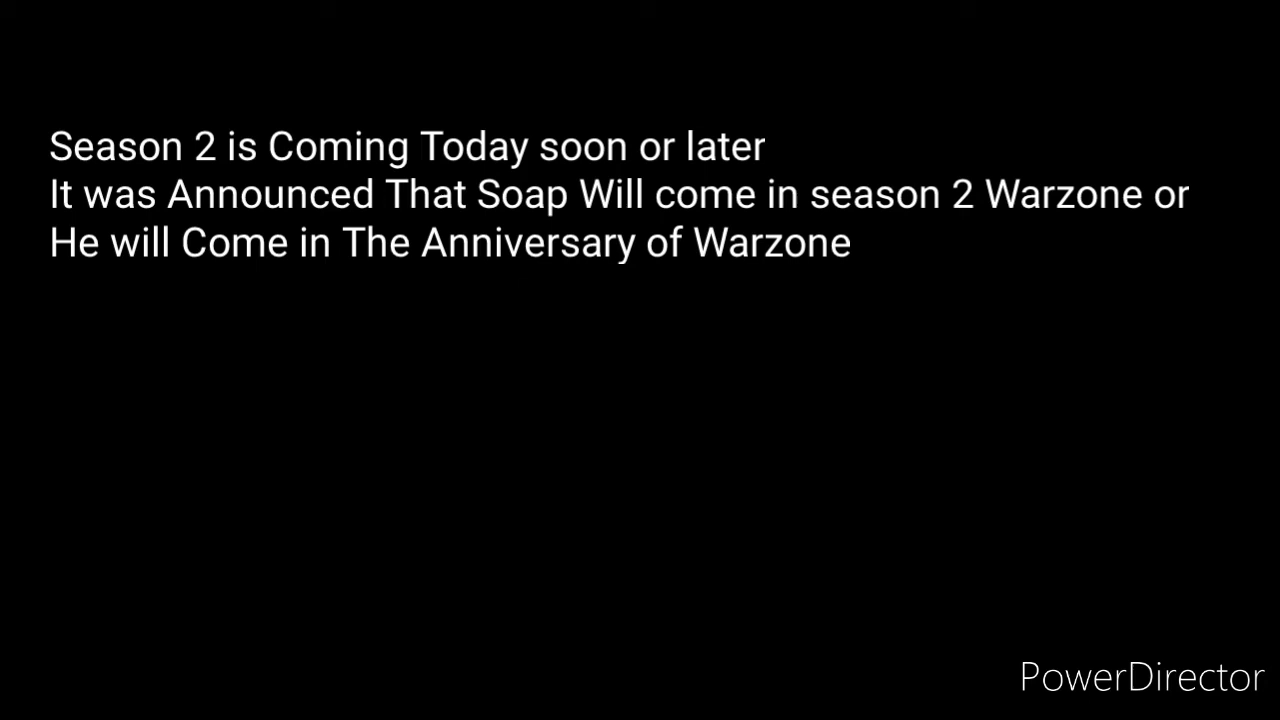 Season 2 is Coming Today soon or later
It was Announced That Soap Will come in season 2 Warzone or
He will Come in The Anniversary of Warzone
PowerDirector